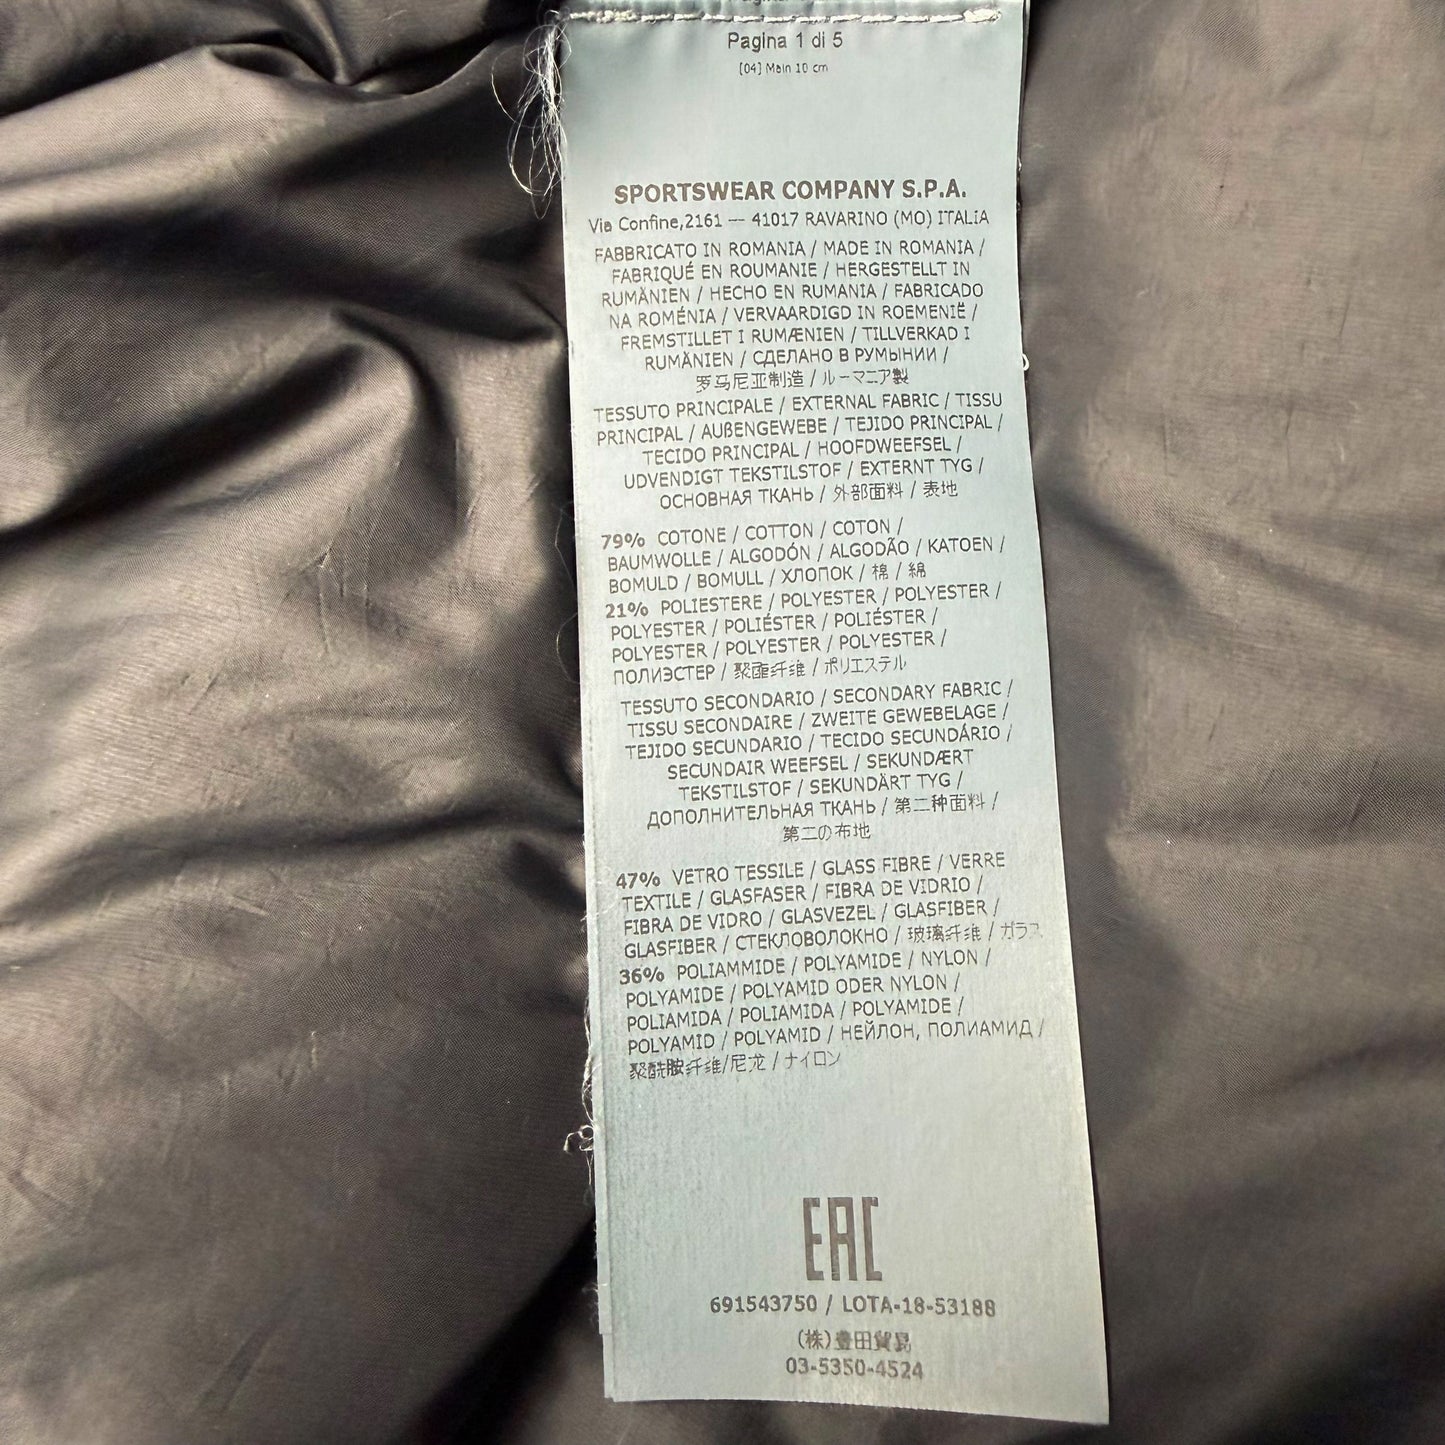 Pagina 1 di 5
[04] Main 10 cm
SPORTSWEAR COMPANY S.P.A.
Via Confine,2161 — 41017 RAVARINO (MO) ITALIA
FABBRICATO IN ROMANIA / MADE IN ROMANIA /
FABRIQUÉ EN ROUMANIE / HERGESTELLT IN
RUMÄNIEN / HECHO EN RUMANIA / FABRICADO
NA ROMÉNIA / VERVAARDIGD IN ROEMENIË /
FREMSTILLET I RUMÆNIEN / TILLVERKAD I
RUMÄNIEN / СДЕЛАНО В РУМЫНИИ /
罗马尼亚制造 / ルーマニア製
TESSUTO PRINCIPALE / EXTERNAL FABRIC / TISSU
PRINCIPAL / AUßENGEWEBE / TEJIDO PRINCIPAL /
TECIDO PRINCIPAL / HOOFDWEEFSEL /
UDVENDIGT TEKSTILSTOF / EXTERNT TYG /
ОСНОВНАЯ ТКАНЬ / 外部面料 / 表地
79% COTONE / COTTON / COTON /
BAUMWOLLE / ALGODÓN / ALGODÃO / KATOEN /
BOMULD / BOMULL / ХЛОПОК / 棉 / 綿
21% POLIESTERE / POLYESTER / POLYESTER /
POLYESTER / POLIÉSTER / POLIÉSTER /
POLYESTER / POLYESTER / POLYESTER /
ПОЛИЭСТЕР / 聚酯纤维 / ポリエステル
TESSUTO SECONDARIO / SECONDARY FABRIC /
TISSU SECONDAIRE / ZWEITE GEWEBELAGE /
TEJIDO SECUNDARIO / TECIDO SECUNDÁRIO /
SECUNDAIR WEEFSEL / SEKUNDÆRT
TEKSTILSTOF / SEKUNDÄRT TYG /
ДОПОЛНИТЕЛЬНАЯ ТКАНЬ / 第二种面料 /
第二の布地
47% VETRO TESSILE / GLASS FIBRE / VERRE
TEXTILE / GLASFASER / FIBRA DE VIDRIO /
FIBRA DE VIDRO / GLASVEZEL / GLASFIBER /
GLASFIBER / СТЕКЛОВОЛОКНО / 玻璃纤维 / ガラス
36% POLIAMMIDE / POLYAMIDE / NYLON /
POLYAMIDE / POLYAMID ODER NYLON /
POLIAMIDA / POLIAMIDA / POLYAMIDE /
POLYAMID / POLYAMID / НЕЙЛОН, ПОЛИАМИД /
聚酰胺纤维/尼龙 / ナイロン
EAC
691543750 / LOTA-18-53188
(株)豊田貿易
03-5350-4524